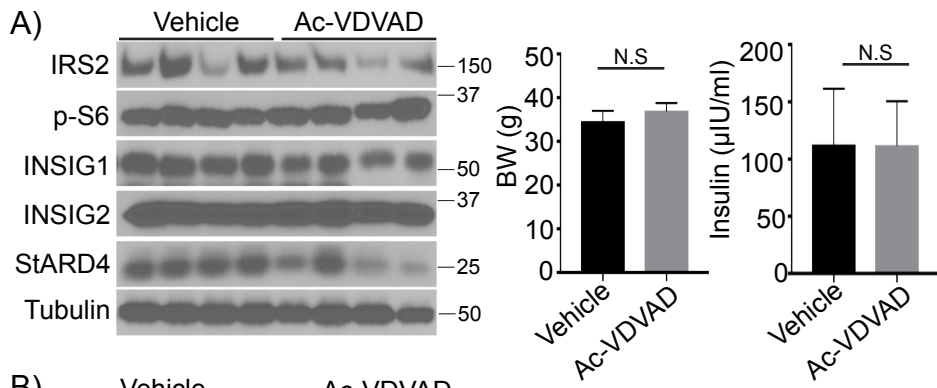 A)
Vehicle Ac-VDVAD
IRS2 150
37
p-S6
INSIG1 50
37
INSIG2
StARD4 25
Tubulin 50
N.S
BW (g)
50
40
30
20
10
0
Vehicle
Ac-VDVAD
N.S
Insulin (µIU/ml)
200
150
100
50
0
Vehicle
Ac-VDVAD
B) Vehicle Ac-VDVAD